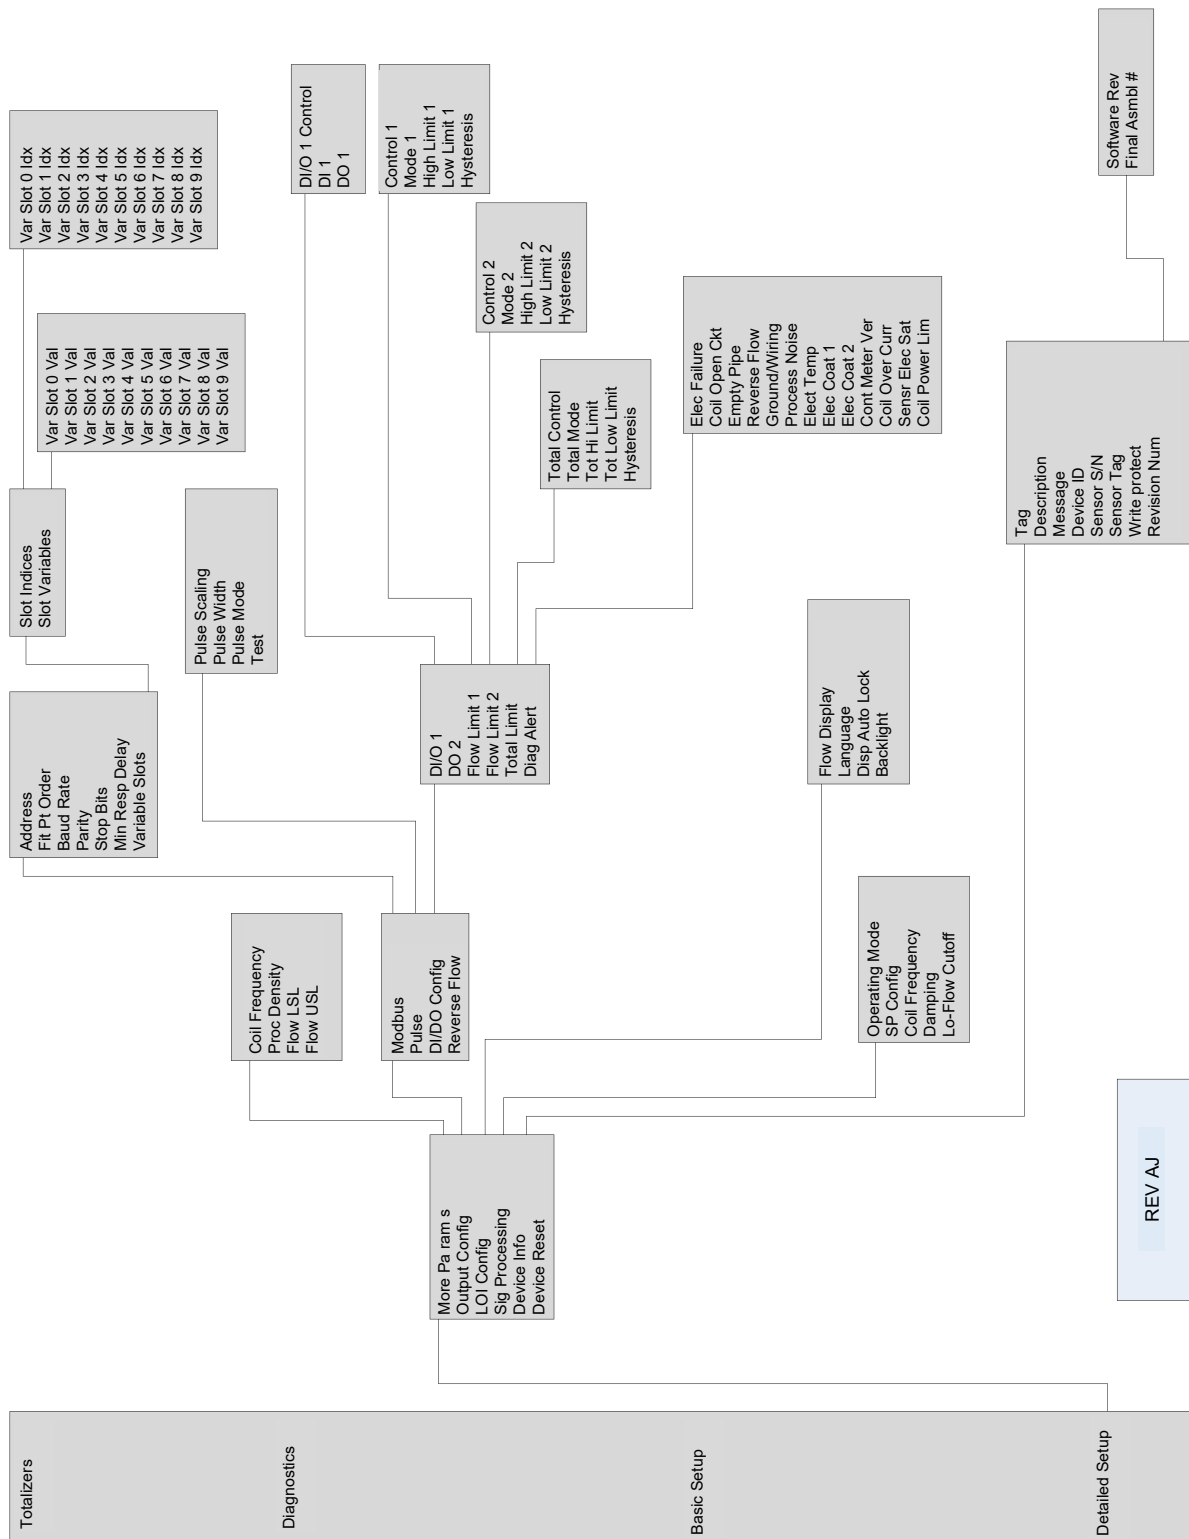 Totalizers
Diagnostics
Basic Setup
Detailed Setup
More Pa ram s
Output Config
LOI Config
Sig Processing
Device Info
Device Reset
Coil Frequency
Proc Density
Flow LSL
Flow USL
Modbus
Pulse
DI/DO Config
Reverse Flow
Address
Flt Pt Order
Baud Rate
Parity
Stop Bits
Min Resp Delay
Variable Slots
Slot Indices
Slot Variables
Var Slot 0 Idx
Var Slot 1 Idx
Var Slot 2 Idx
Var Slot 3 Idx
Var Slot 4 Idx
Var Slot 5 Idx
Var Slot 6 Idx
Var Slot 7 Idx
Var Slot 8 Idx
Var Slot 9 Idx
Var Slot 0 Val
Var Slot 1 Val
Var Slot 2 Val
Var Slot 3 Val
Var Slot 4 Val
Var Slot 5 Val
Var Slot 6 Val
Var Slot 7 Val
Var Slot 8 Val
Var Slot 9 Val
Pulse Scaling
Pulse Width
Pulse Mode
Test
DI/O 1
DO 2
Flow Limit 1
Flow Limit 2
Total Limit
Diag Alert
DI/O 1 Control
DI 1
DO 1
Control 1
Mode 1
High Limit 1
Low Limit 1
Hysteresis
Control 2
Mode 2
High Limit 2
Low Limit 2
Hysteresis
Total Control
Total Mode
Tot Hi Limit
Tot Low Limit
Hysteresis
Elec Failure
Coil Open Ckt
Empty Pipe
Reverse Flow
Ground/Wiring
Process Noise
Elect Temp
Elec Coat 1
Elec Coat 2
Cont Meter Ver
Coil Over Curr
Sensr Elec Sat
Coil Power Lim
Flow Display
Language
Disp Auto Lock
Backlight
Operating Mode
SP Config
Coil Frequency
Damping
Lo-Flow Cutoff
Tag
Description
Message
Device ID
Sensor S/N
Sensor Tag
Write protect
Revision Num
Software Rev
Final Asmbl #
REV AJ